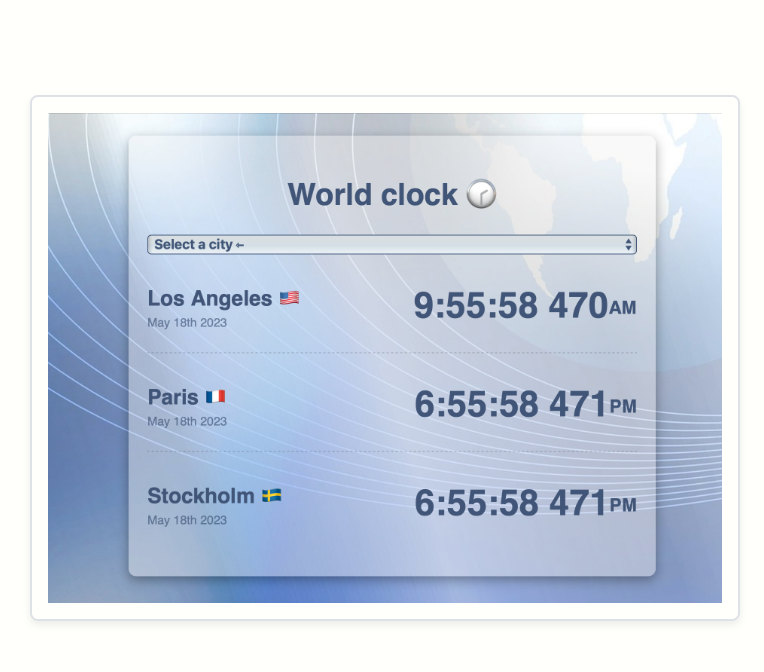 World clock
Select a city ←
Los Angeles 9:55:58 470AM
May 18th 2023
Paris 6:55:58 471PM
May 18th 2023
Stockholm 6:55:58 471PM
May 18th 2023